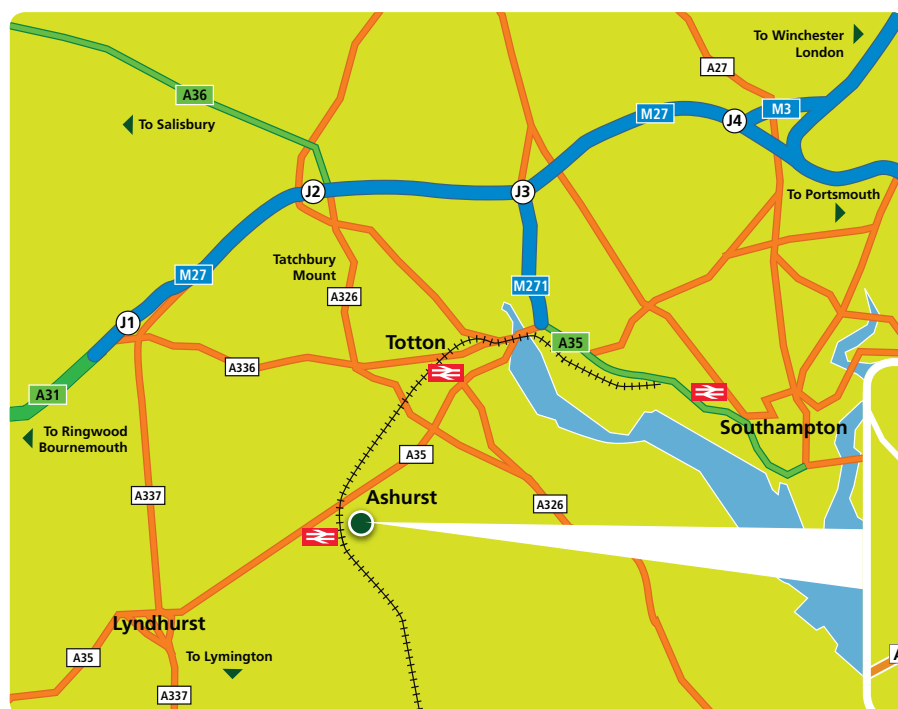 To Winchester
London
A27
A36
M3
M27
J4
To Salisbury
J2
J3
To Portsmouth
Tatchbury
Mount
M27
M271
A326
J1
Totton
A35
A336
A31
Southampton
To Ringwood
Bournemouth
A35
A337
Ashurst
A326
Lyndhurst
A35
To Lymington
A337